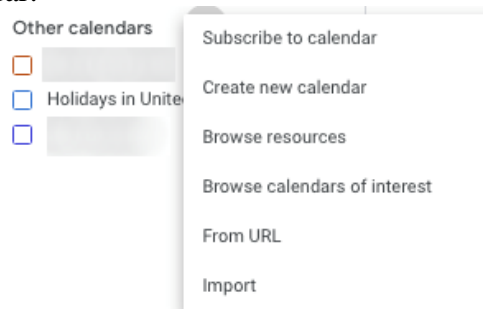 Other calendars
Holidays in Unite
Subscribe to calendar
Create new calendar
Browse resources
Browse calendars of interest
From URL
Import